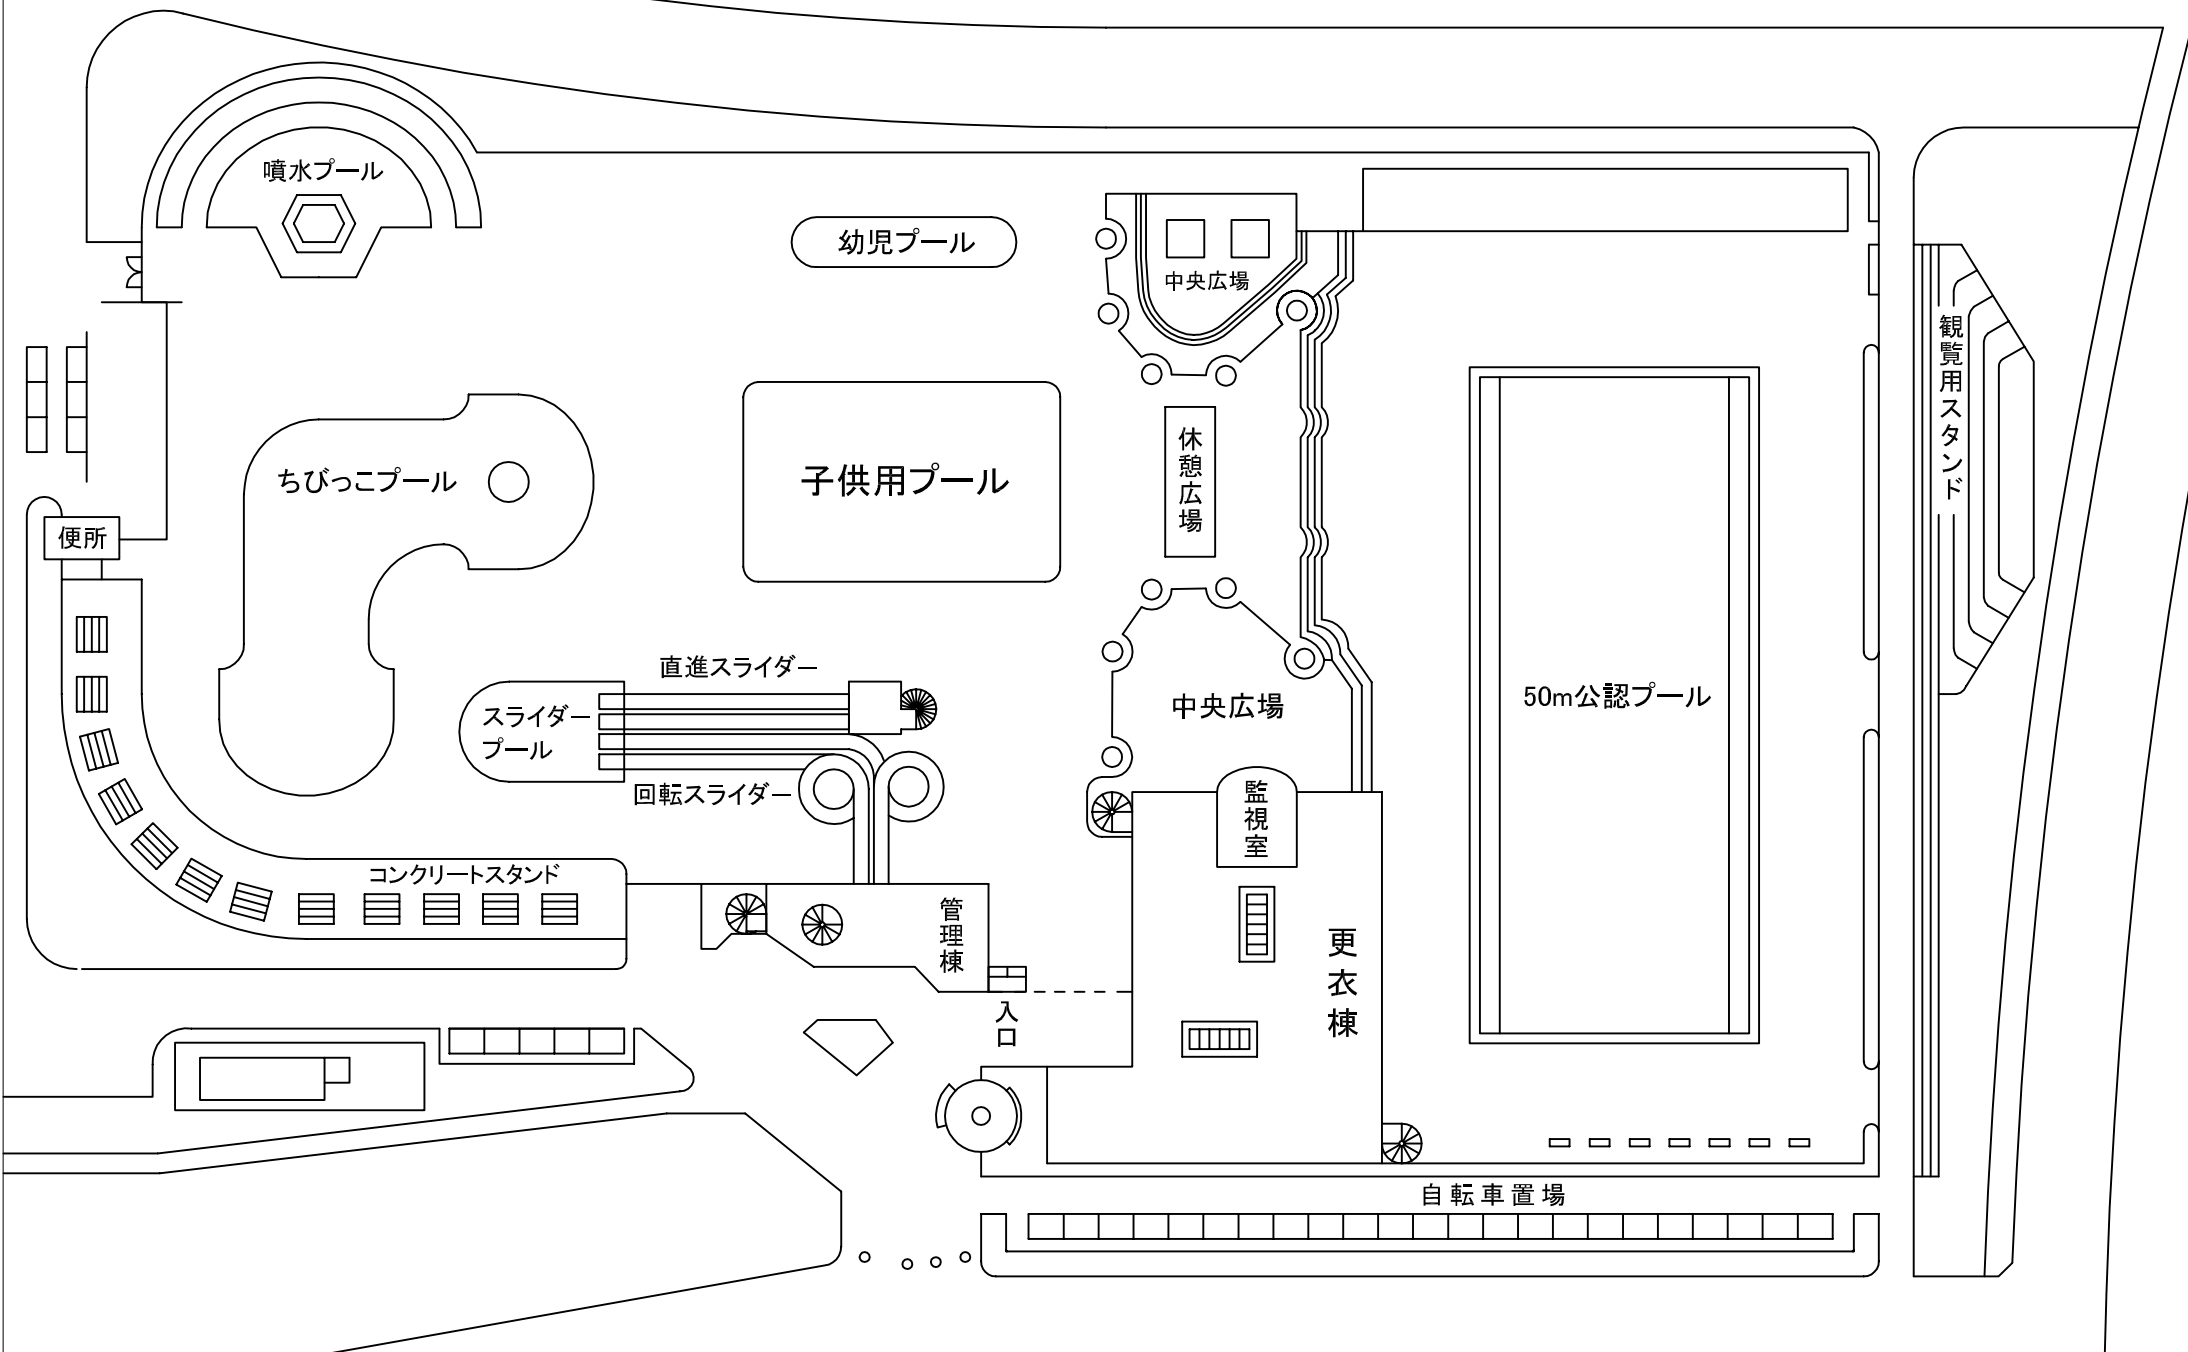 噴水プール
幼児プール
中央広場
観覧用スタンド
ちびっこプール
子供用プール
休憩広場
便所
直進スライダー
スライダー
プール
中央広場
50m公認プール
回転スライダー
監視室
コンクリートスタンド
管理棟
更衣棟
入口
自転車置場